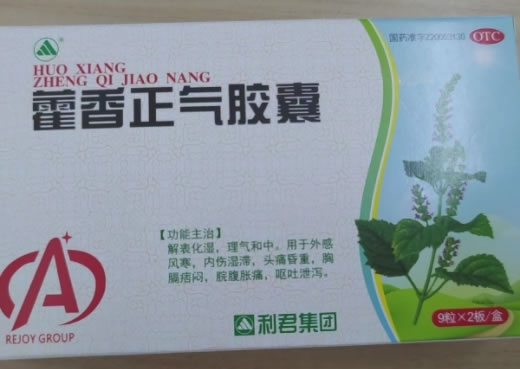 OTC
HUO XIANG
ZHENG QI JIAO NANG
藿香正气胶囊
【功能主治】
解表化湿，理气和中。用于外感
风寒，内伤湿滞，头痛昏重，胸
膈痞闷，脘腹胀痛，呕吐泄泻。
REJOY GROUP
利君集团
9粒×2板/盒